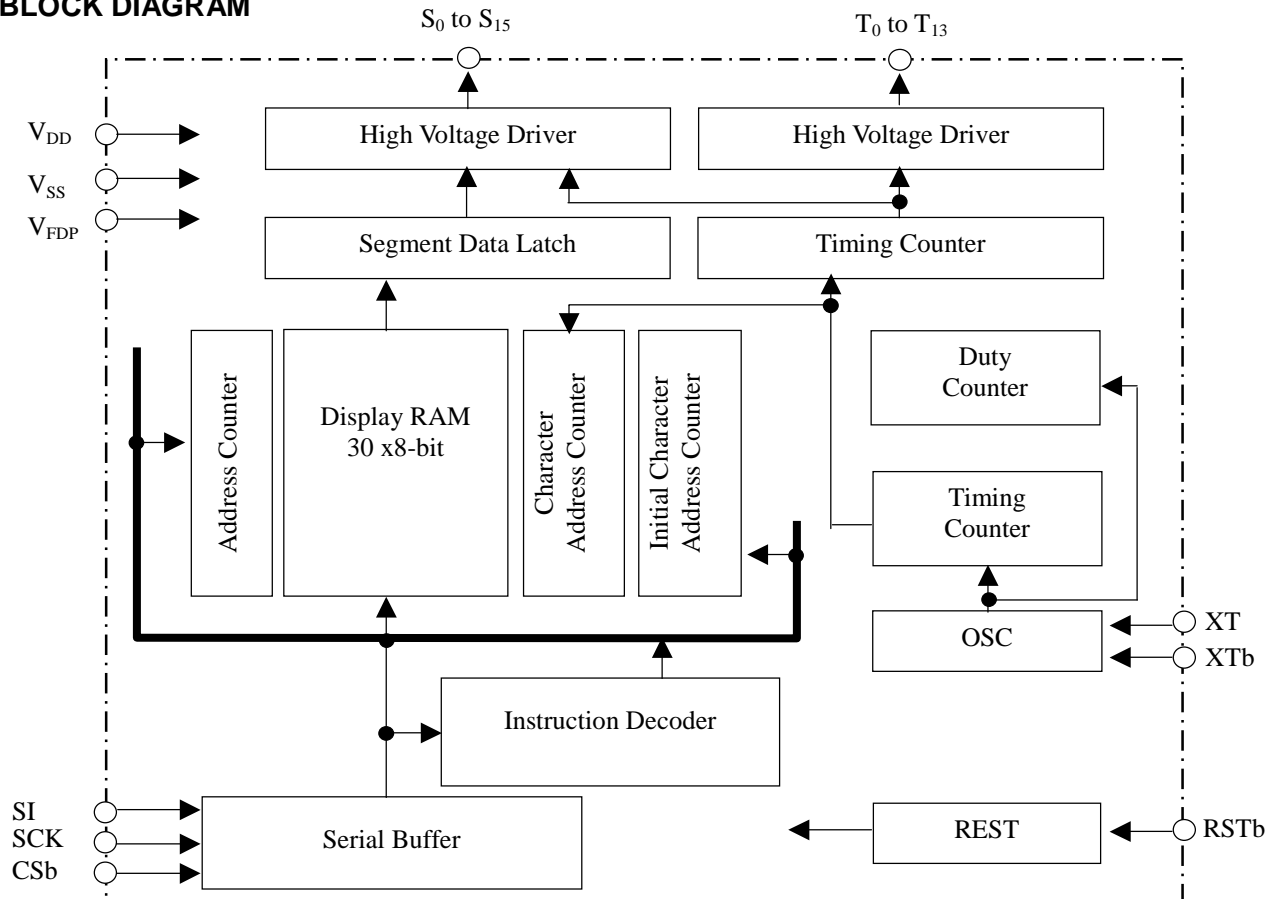 BLOCK DIAGRAM
S0 to S15
T0 to T13
VDD
VSS
VFDP
High Voltage Driver
High Voltage Driver
Segment Data Latch
Timing Counter
Address Counter
Display RAM
30 x8-bit
Character
Address Counter
Initial Character
Address Counter
Duty
Counter
Timing
Counter
OSC
XT
XTb
Instruction Decoder
SI
SCK
CSb
Serial Buffer
REST
RSTb